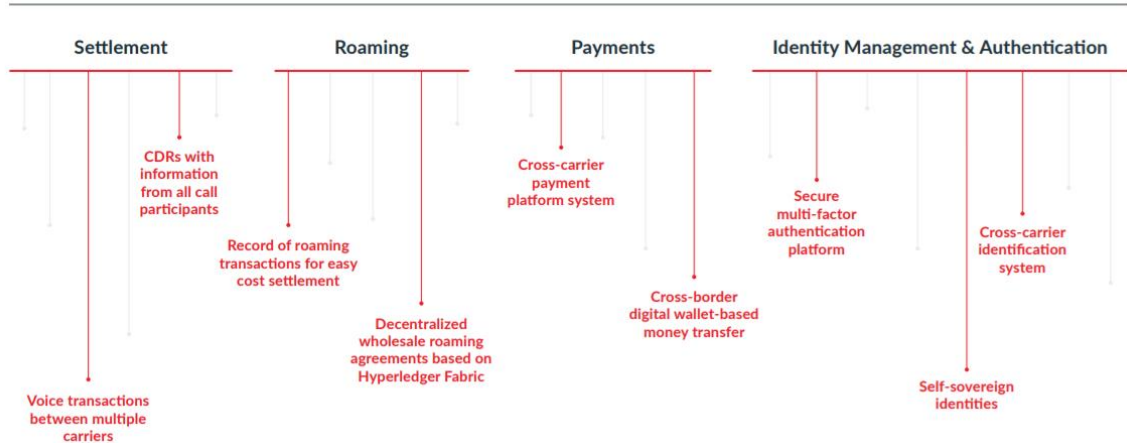 Settlement
Roaming
Payments
Identity Management & Authentication
CDRs with
information
from all call
participants
Voice transactions
between multiple
carriers
Record of roaming
transactions for easy
cost settlement
Decentralized
wholesale roaming
agreements based on
Hyperledger Fabric
Cross-carrier
payment
platform system
Cross-border
digital wallet-based
money transfer
Secure
multi-factor
authentication
platform
Cross-carrier
identification
system
Self-sovereign
identities